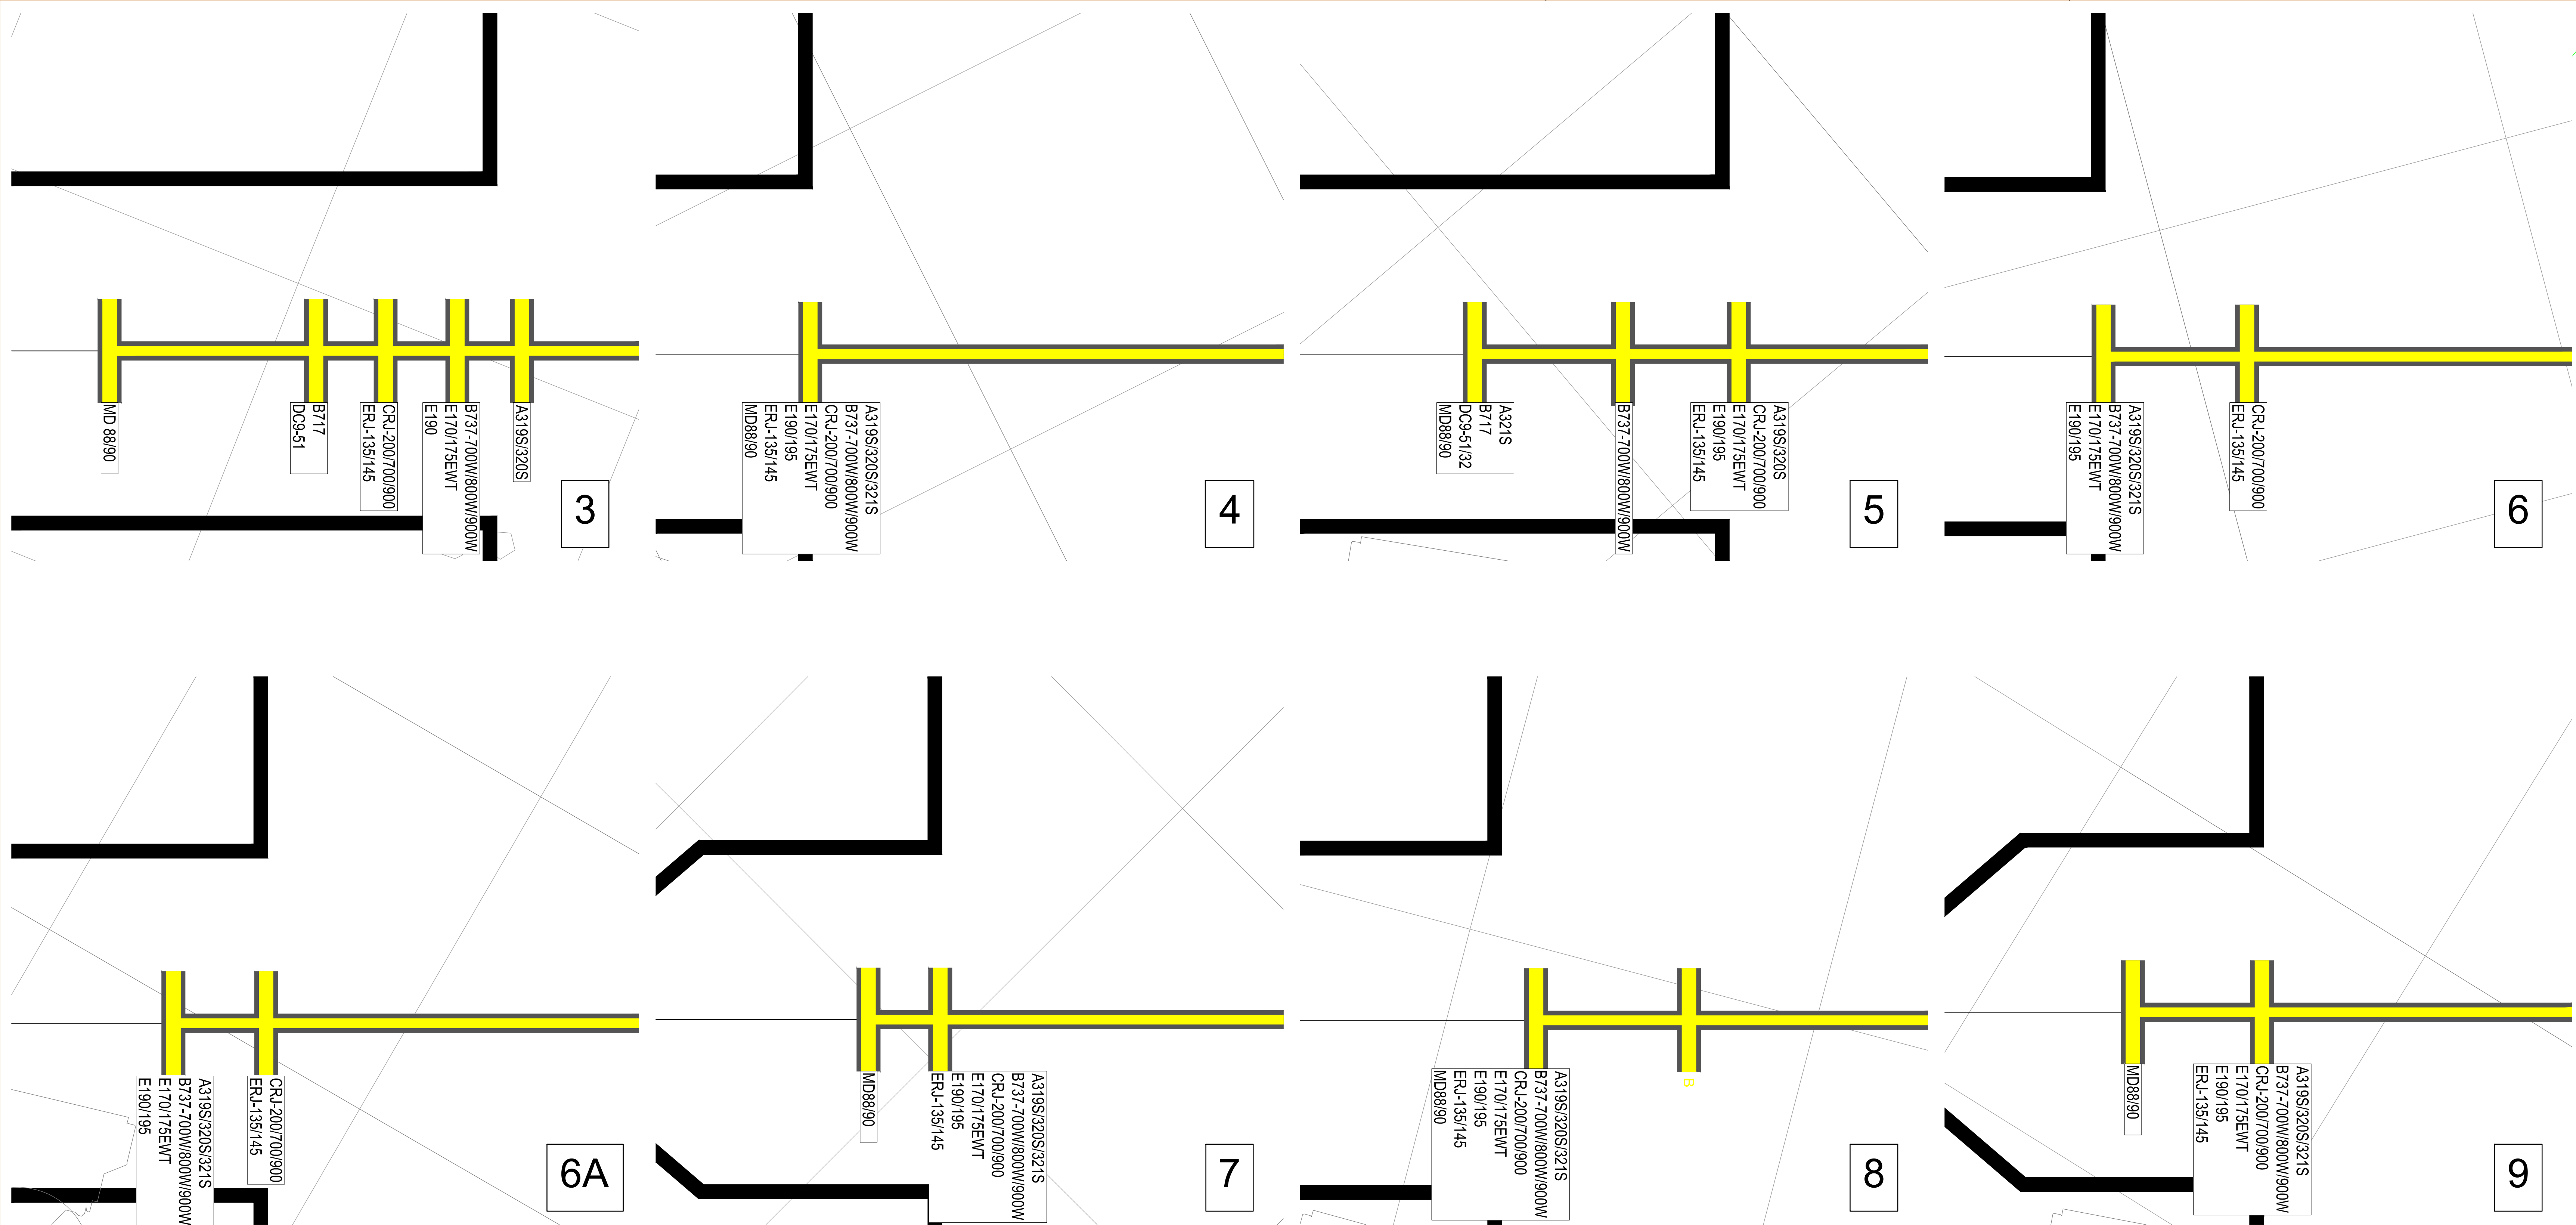 MD 88/90
B717
DC9-51
CRJ-200/700/900
ERJ-135/145
B737-700W/800W/900W
E170/175EWT
E190
A319S/320S
3
A319S/320S/321S
B737-700W/800W/900W
CRJ-200/700/900
E170/175EWT
E190/195
ERJ-135/145
MD88/90
4
A321S
B717
DC9-51/32
MD88/90
B737-700W/800W/900W
A319S/320S
CRJ-200/700/900
E170/175EWT
E190/195
ERJ-135/145
5
A319S/320S/321S
B737-700W/800W/900W
E170/175EWT
E190/195
CRJ-200/700/900
ERJ-135/145
6
A319S/320S/321S
B737-700W/800W/900W
E170/175EWT
E190/195
CRJ-200/700/900
ERJ-135/145
6A
MD88/90
A319S/320S/321S
B737-700W/800W/900W
CRJ-200/700/900
E170/175EWT
E190/195
ERJ-135/145
7
A319S/320S/321S
B737-700W/800W/900W
CRJ-200/700/900
E170/175EWT
E190/195
ERJ-135/145
MD88/90
B
8
MD88/90
A319S/320S/321S
B737-700W/800W/900W
CRJ-200/700/900
E170/175EWT
E190/195
ERJ-135/145
9